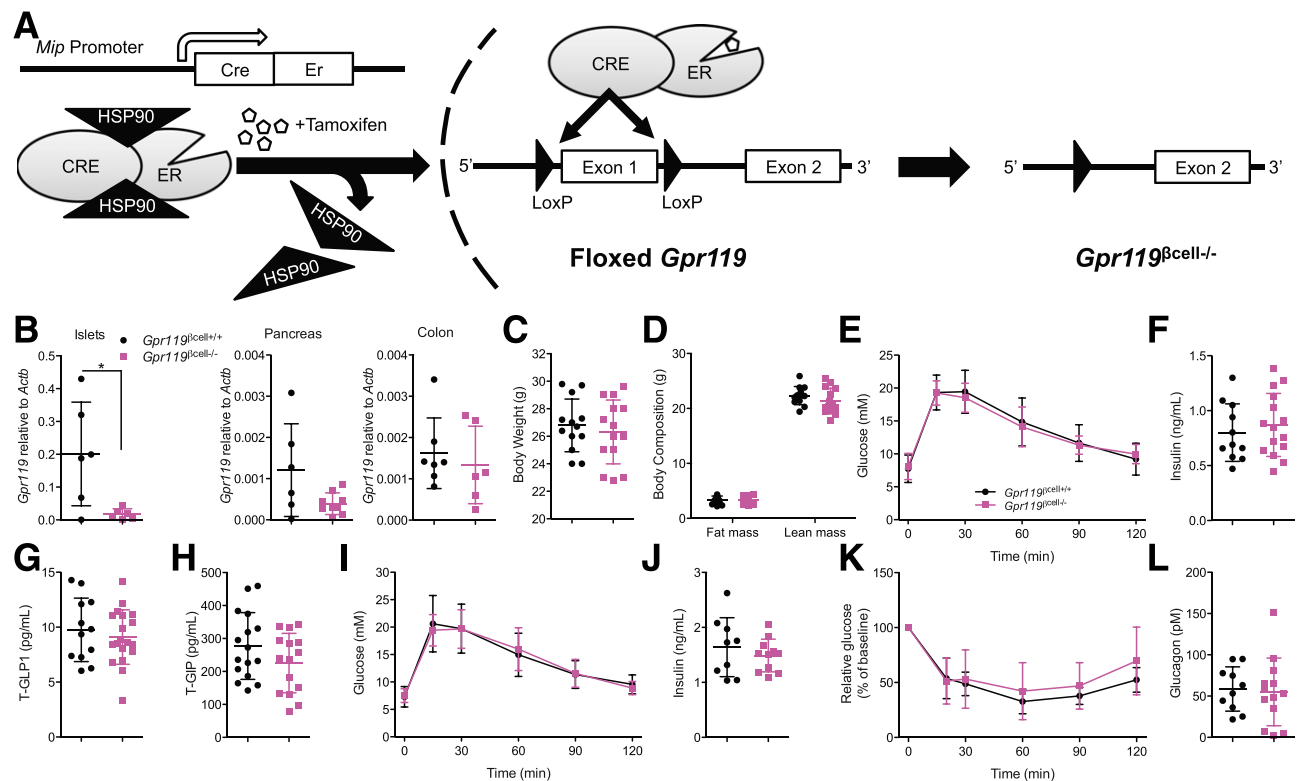 A
Mip Promoter
Cre
Er
HSP90
CRE
ER
HSP90
+Tamoxifen
HSP90
HSP90
CRE
ER
5’
Exon 1
Exon 2
3’
LoxP
LoxP
Floxed Gpr119
5’
Exon 2
3’
Gpr119βcell-/-
B
Islets
Gpr119βcell+/+
Gpr119βcell-/-
*
Gpr119 relative to Actb
0.5
0.4
0.3
0.2
0.1
0.0
Pancreas
Gpr119 relative to Actb
0.004
0.003
0.002
0.001
0.000
Colon
Gpr119 relative to Actb
0.004
0.003
0.002
0.001
0.000
C
Body Weight (g)
32
30
28
26
24
22
20
D
Body Composition (g)
30
20
10
0
Fat mass
Lean mass
E
Glucose (mM)
25
20
15
10
5
0
Gpr119βcell+/+
Gpr119βcell-/-
0
30
60
90
120
Time (min)
F
Insulin (ng/mL)
1.5
1.0
0.5
0.0
G
T-GLP1 (pg/mL)
15
10
5
0
H
T-GIP (pg/mL)
500
400
300
200
100
0
I
Glucose (mM)
30
25
20
15
10
5
0
0
30
60
90
120
Time (min)
J
Insulin (ng/mL)
3
2
1
0
K
Relative glucose
(% of baseline)
150
100
50
0
0
30
60
90
120
Time (min)
L
Glucagon (pM)
200
150
100
50
0